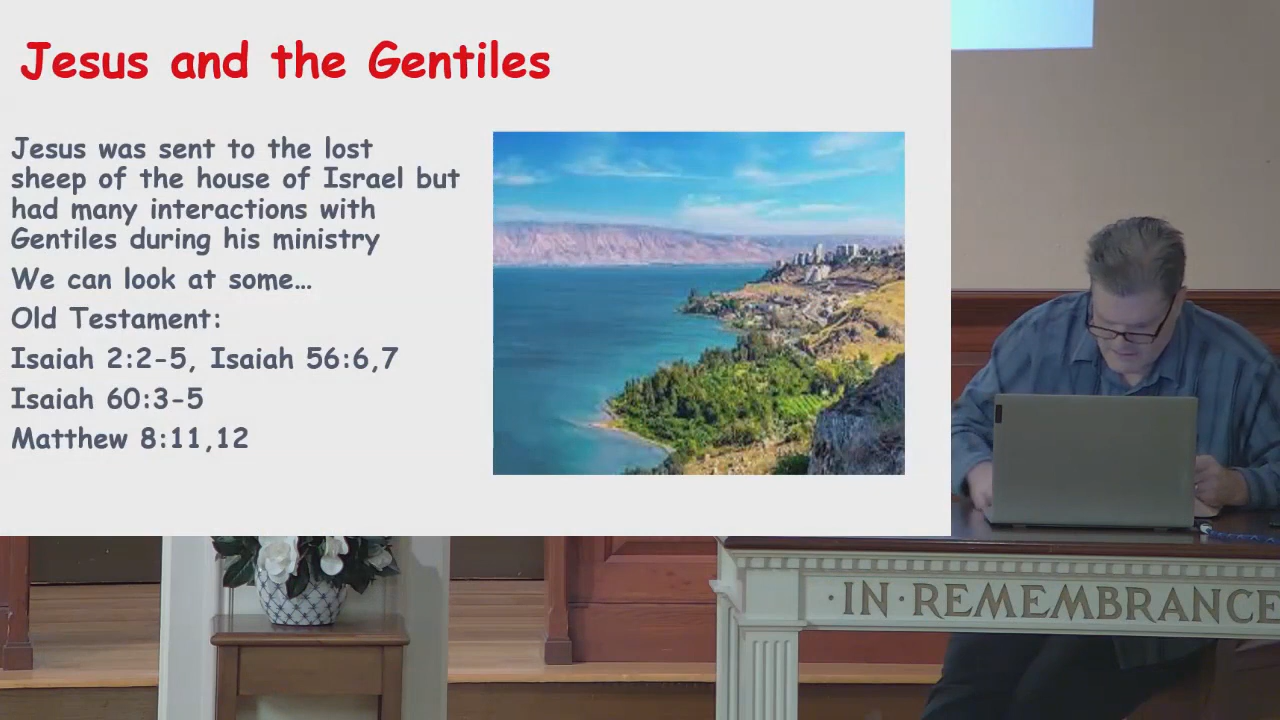 Jesus and the Gentiles
Jesus was sent to the lost
sheep of the house of Israel but
had many interactions with
Gentiles during his ministry
We can look at some...
Old Testament:
Isaiah 2:2-5, Isaiah 56:6,7
Isaiah 60:3-5
Matthew 8:11,12
·IN·REMEMBRANCE